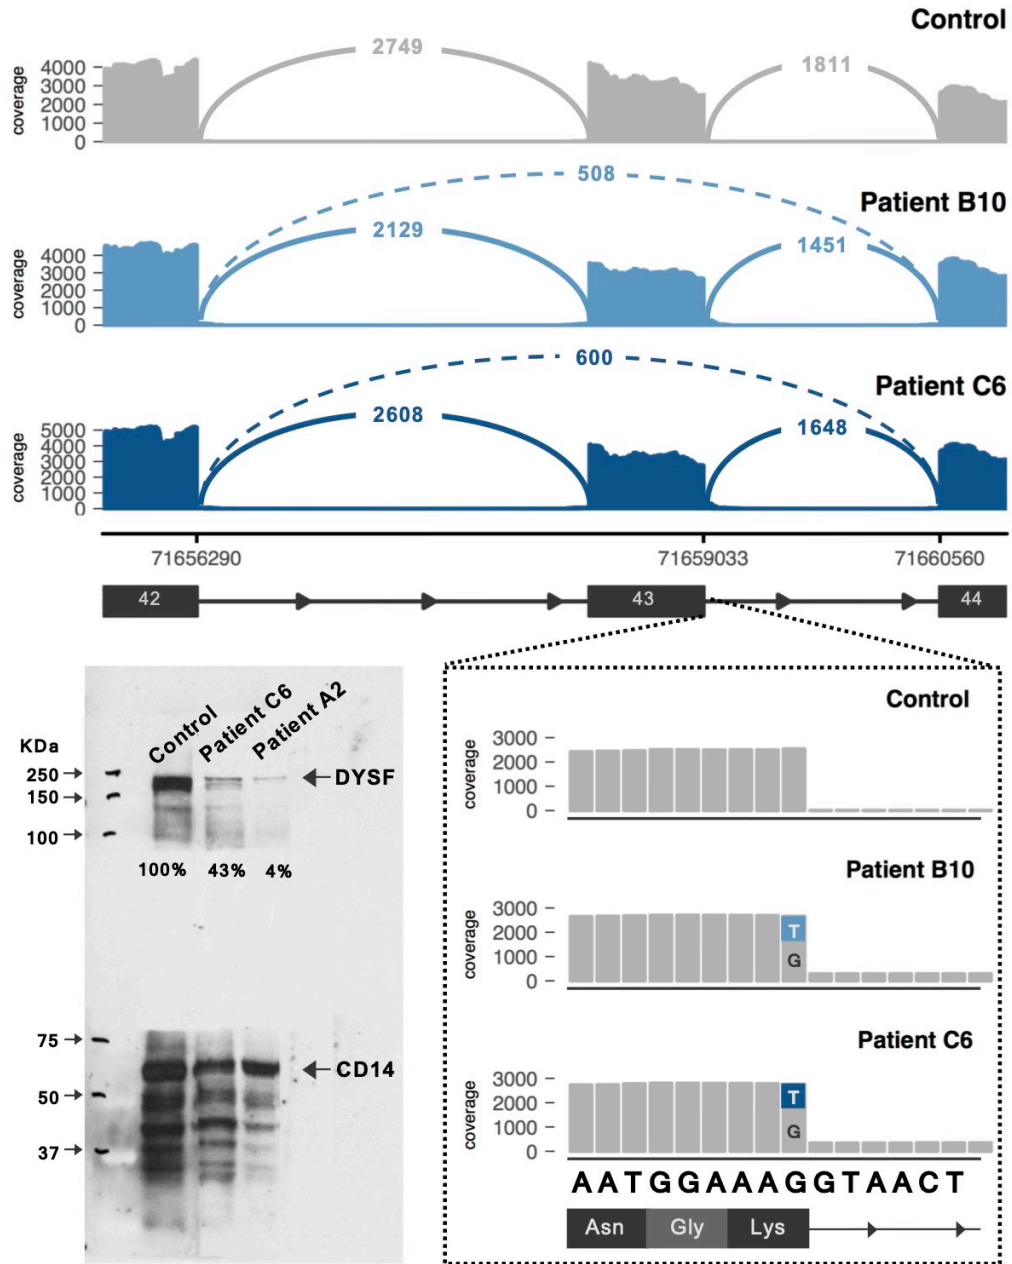 Control
2749
1811
coverage
4000
3000
2000
1000
0
508
Patient B10
2129
1451
coverage
4000
3000
2000
1000
0
600
Patient C6
2608
1648
coverage
5000
4000
3000
2000
1000
0
71656290
71659033
71660560
42
43
44
Control
Patient C6
Patient A2
KDa
250
150
100
DYSF
100%
43%
4%
75
50
37
CD14
Control
coverage
3000
2000
1000
0
Patient B10
coverage
3000
2000
1000
0
T
G
Patient C6
coverage
3000
2000
1000
0
T
G
AATGGAAAGGTAACT
Asn
Gly
Lys